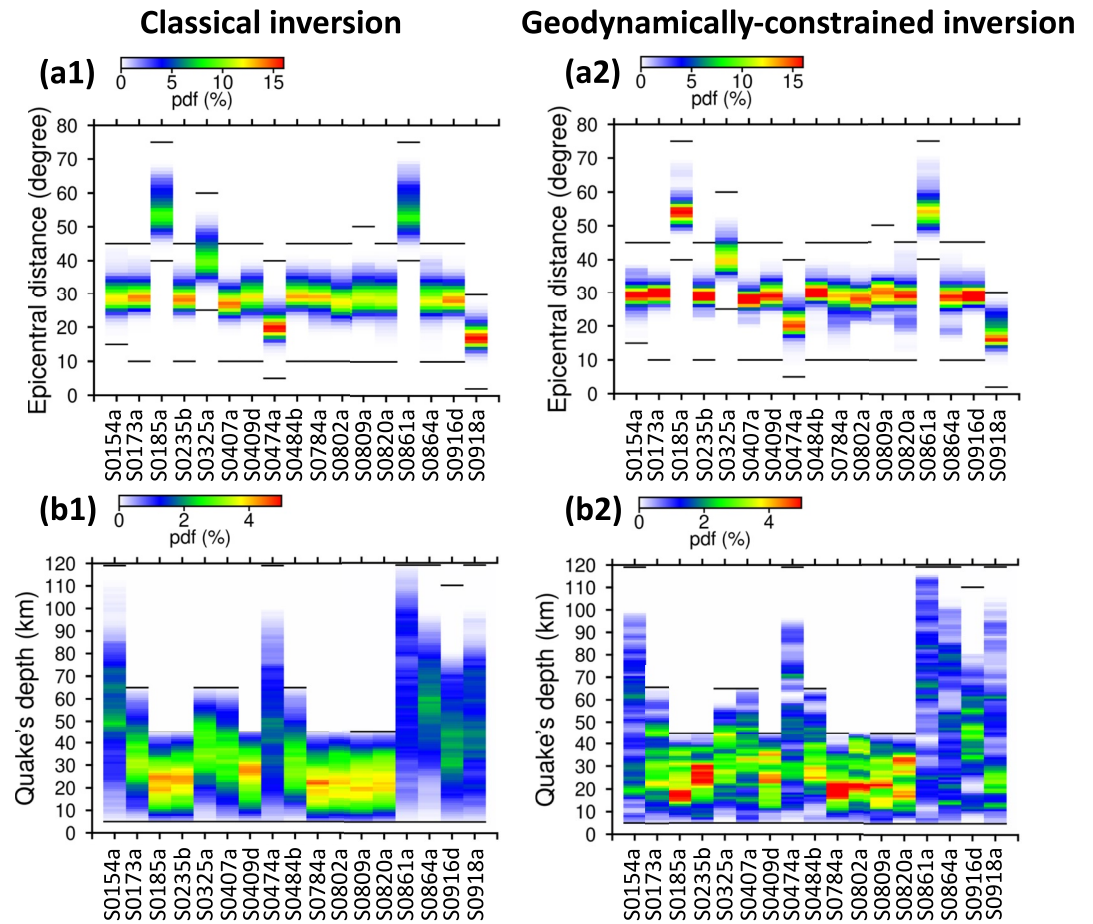 Classical inversion
Geodynamically-constrained inversion
(a1)
0 5 10 15
pdf (%)
(a2)
0 5 10 15
pdf (%)
Epicentral distance (degree)
80
70
60
50
40
30
20
10
0
S0154a
S0173a
S0185a
S0235b
S0325a
S0407a
S0409d
S0474a
S0484b
S0784a
S0802a
S0809a
S0820a
S0861a
S0864a
S0916d
S0918a
Epicentral distance (degree)
80
70
60
50
40
30
20
10
0
S0154a
S0173a
S0185a
S0235b
S0325a
S0407a
S0409d
S0474a
S0484b
S0784a
S0802a
S0809a
S0820a
S0861a
S0864a
S0916d
S0918a
(b1)
0 2 4
pdf (%)
(b2)
0 2 4
pdf (%)
Quake's depth (km)
120
110
100
90
80
70
60
50
40
30
20
10
0
S0154a
S0173a
S0185a
S0235b
S0325a
S0407a
S0409d
S0474a
S0484b
S0784a
S0802a
S0809a
S0820a
S0861a
S0864a
S0916d
S0918a
Quake's depth (km)
120
110
100
90
80
70
60
50
40
30
20
10
0
S0154a
S0173a
S0185a
S0235b
S0325a
S0407a
S0409d
S0474a
S0484b
S0784a
S0802a
S0809a
S0820a
S0861a
S0864a
S0916d
S0918a